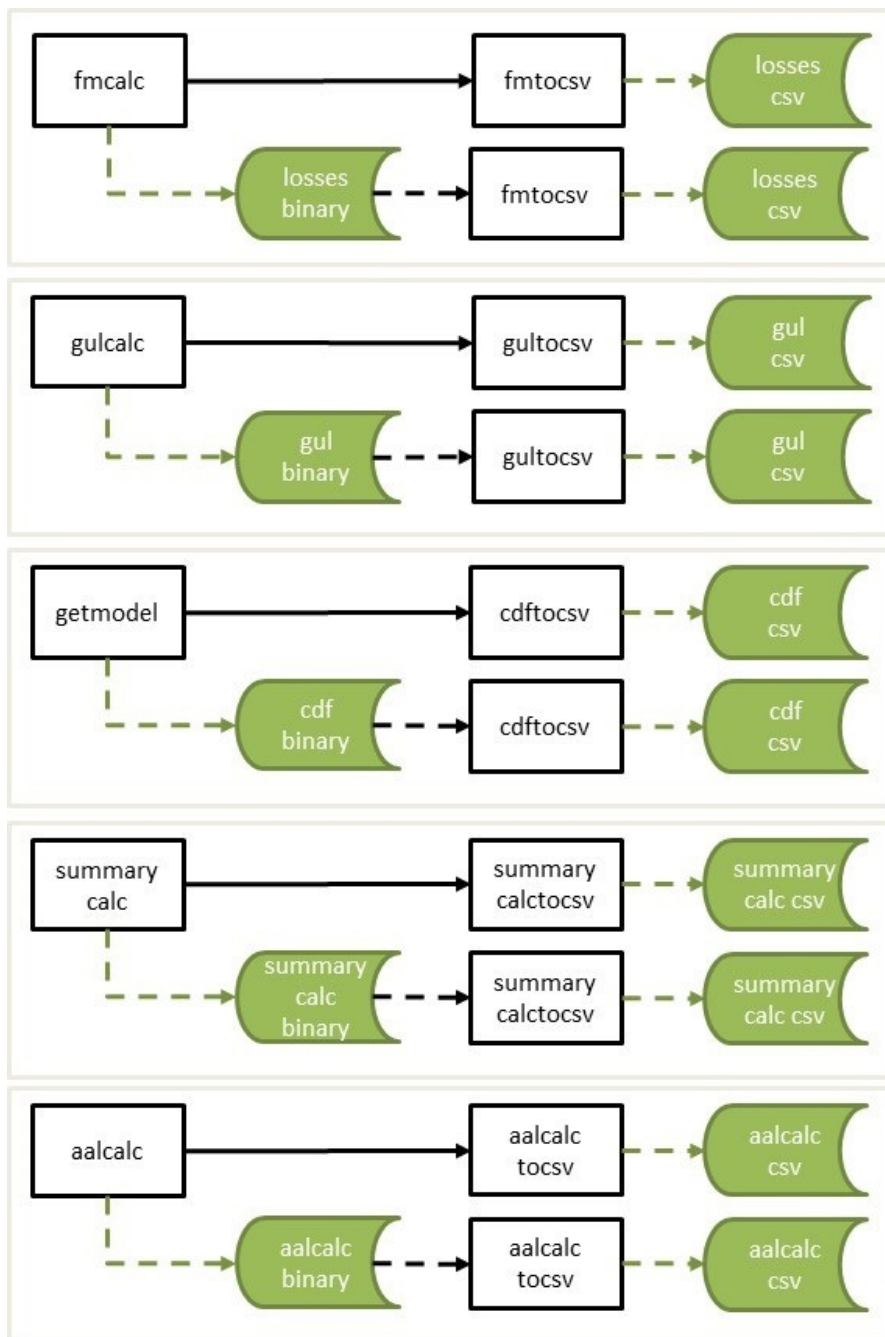 fmcalc
fmtocsv
losses
csv
losses
binary
fmtocsv
losses
csv
gulcalc
gultocsv
gul
csv
gul
binary
gultocsv
gul
csv
getmodel
cdftocsv
cdf
csv
cdf
binary
cdftocsv
cdf
csv
summary
calc
summary
calctocsv
summary
calc csv
summary
calc
binary
summary
calctocsv
summary
calc csv
aalcalc
aalcalc
tocsv
aalcalc
csv
aalcalc
binary
aalcalc
tocsv
aalcalc
csv